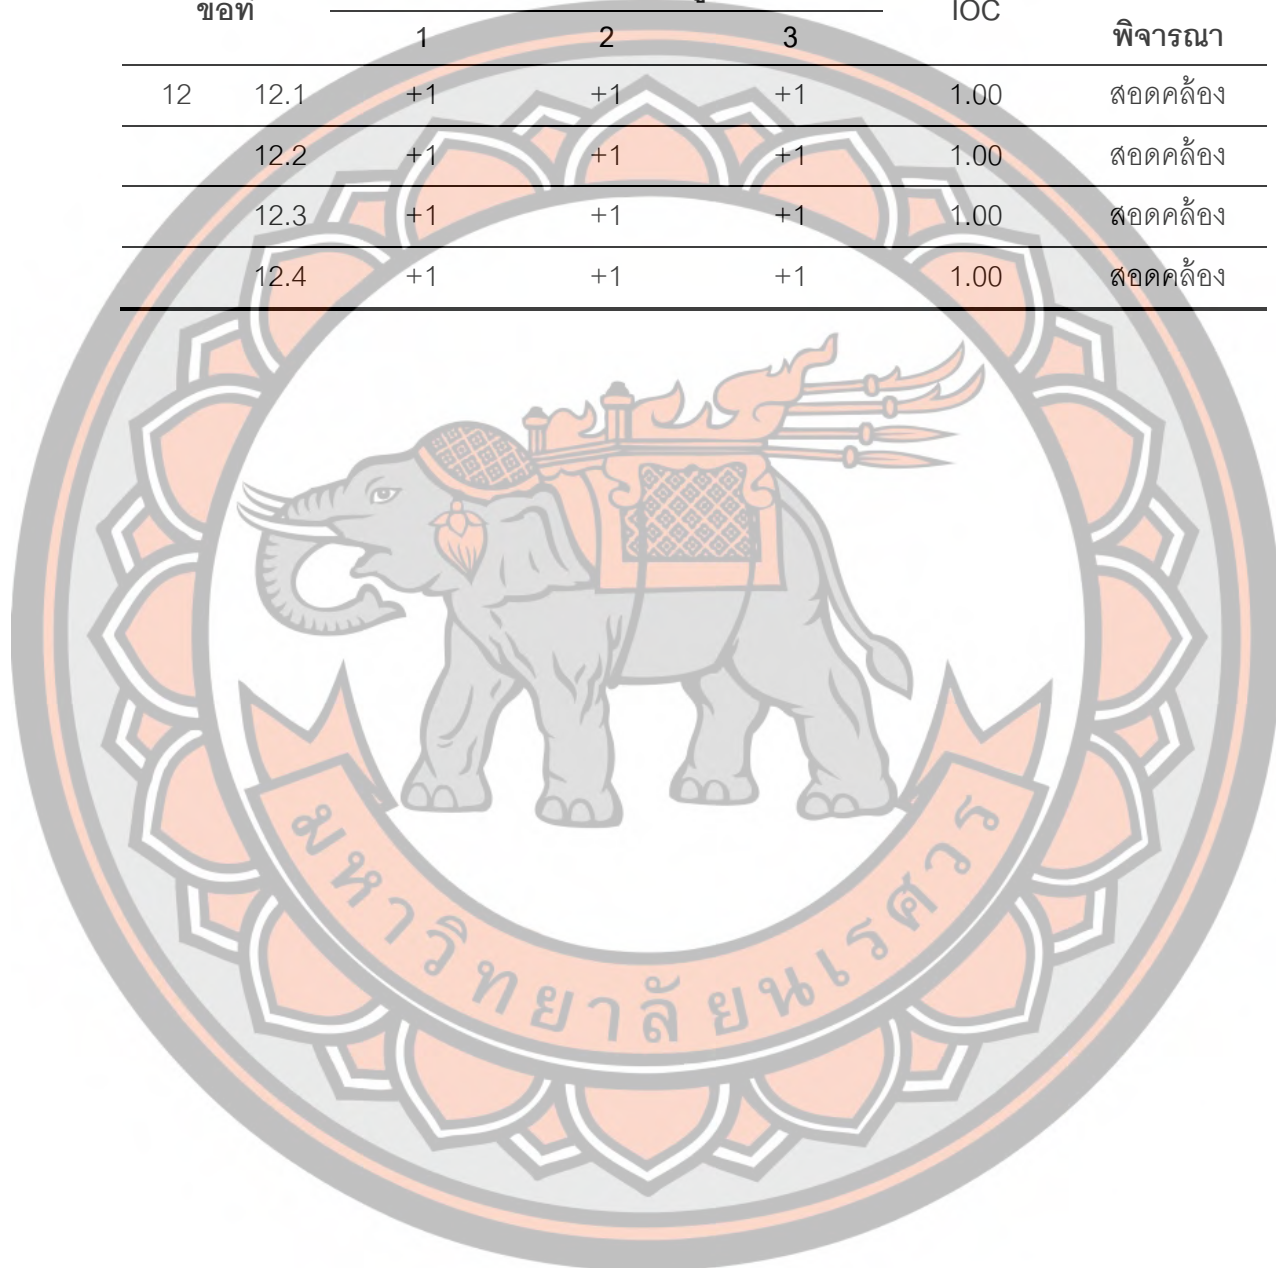 ข้อที่ IOC
1 2 3 พิจารณา
12 12.1 +1 +1 +1 1.00 สอดคล้อง
12.2 +1 +1 +1 1.00 สอดคล้อง
12.3 +1 +1 +1 1.00 สอดคล้อง
12.4 +1 +1 +1 1.00 สอดคล้อง
มหาวิทยาลัยนเรศวร